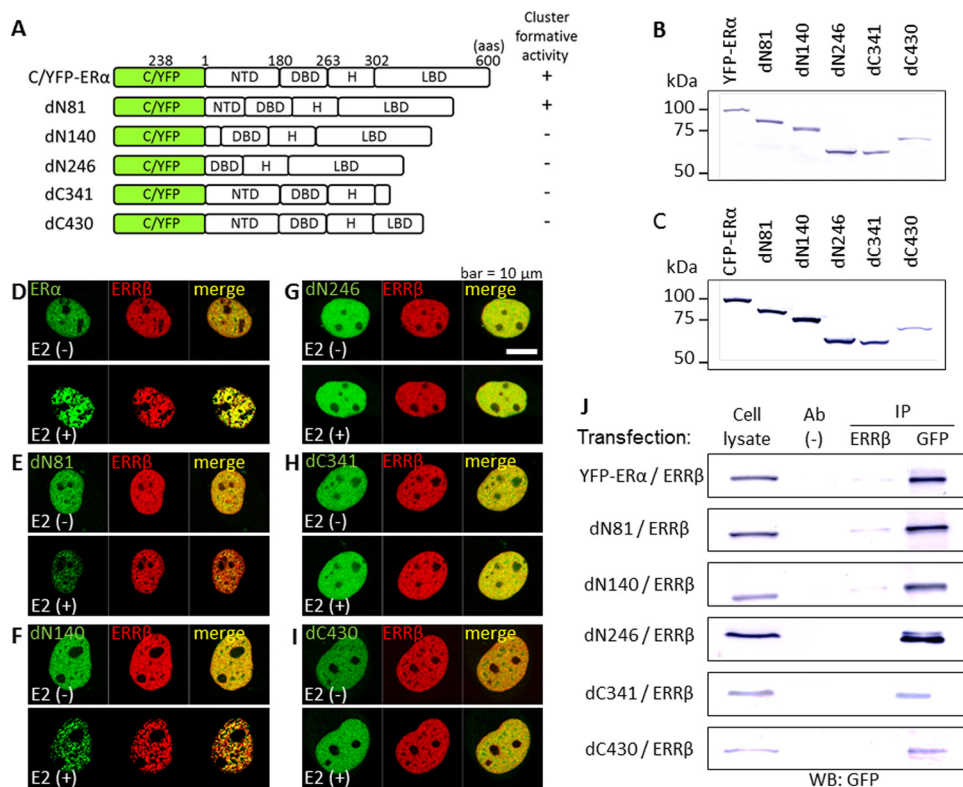 A
Cluster
formative
activity
238 1 180 263 302 (aas) 600
C/YFP-ERα C/YFP NTD DBD H LBD +
dN81 C/YFP NTD DBD H LBD +
dN140 C/YFP DBD H LBD -
dN246 C/YFP DBD H LBD -
dC341 C/YFP NTD DBD H -
dC430 C/YFP NTD DBD H LBD -
B
YFP-ERα dN81 dN140 dN246 dC341 dC430
kDa
100
75
50
C
CFP-ERα dN81 dN140 dN246 dC341 dC430
kDa
100
75
50
bar = 10 µm
D ERα ERRβ merge
E2 (-)
E2 (+)
E dN81 ERRβ merge
E2 (-)
E2 (+)
F dN140 ERRβ merge
E2 (-)
E2 (+)
G dN246 ERRβ merge
E2 (-)
E2 (+)
H dC341 ERRβ merge
E2 (-)
E2 (+)
I dC430 ERRβ merge
E2 (-)
E2 (+)
J
Cell Ab IP
Transfection: lysate (-) ERRβ GFP
YFP-ERα / ERRβ
dN81 / ERRβ
dN140 / ERRβ
dN246 / ERRβ
dC341 / ERRβ
dC430 / ERRβ
WB: GFP